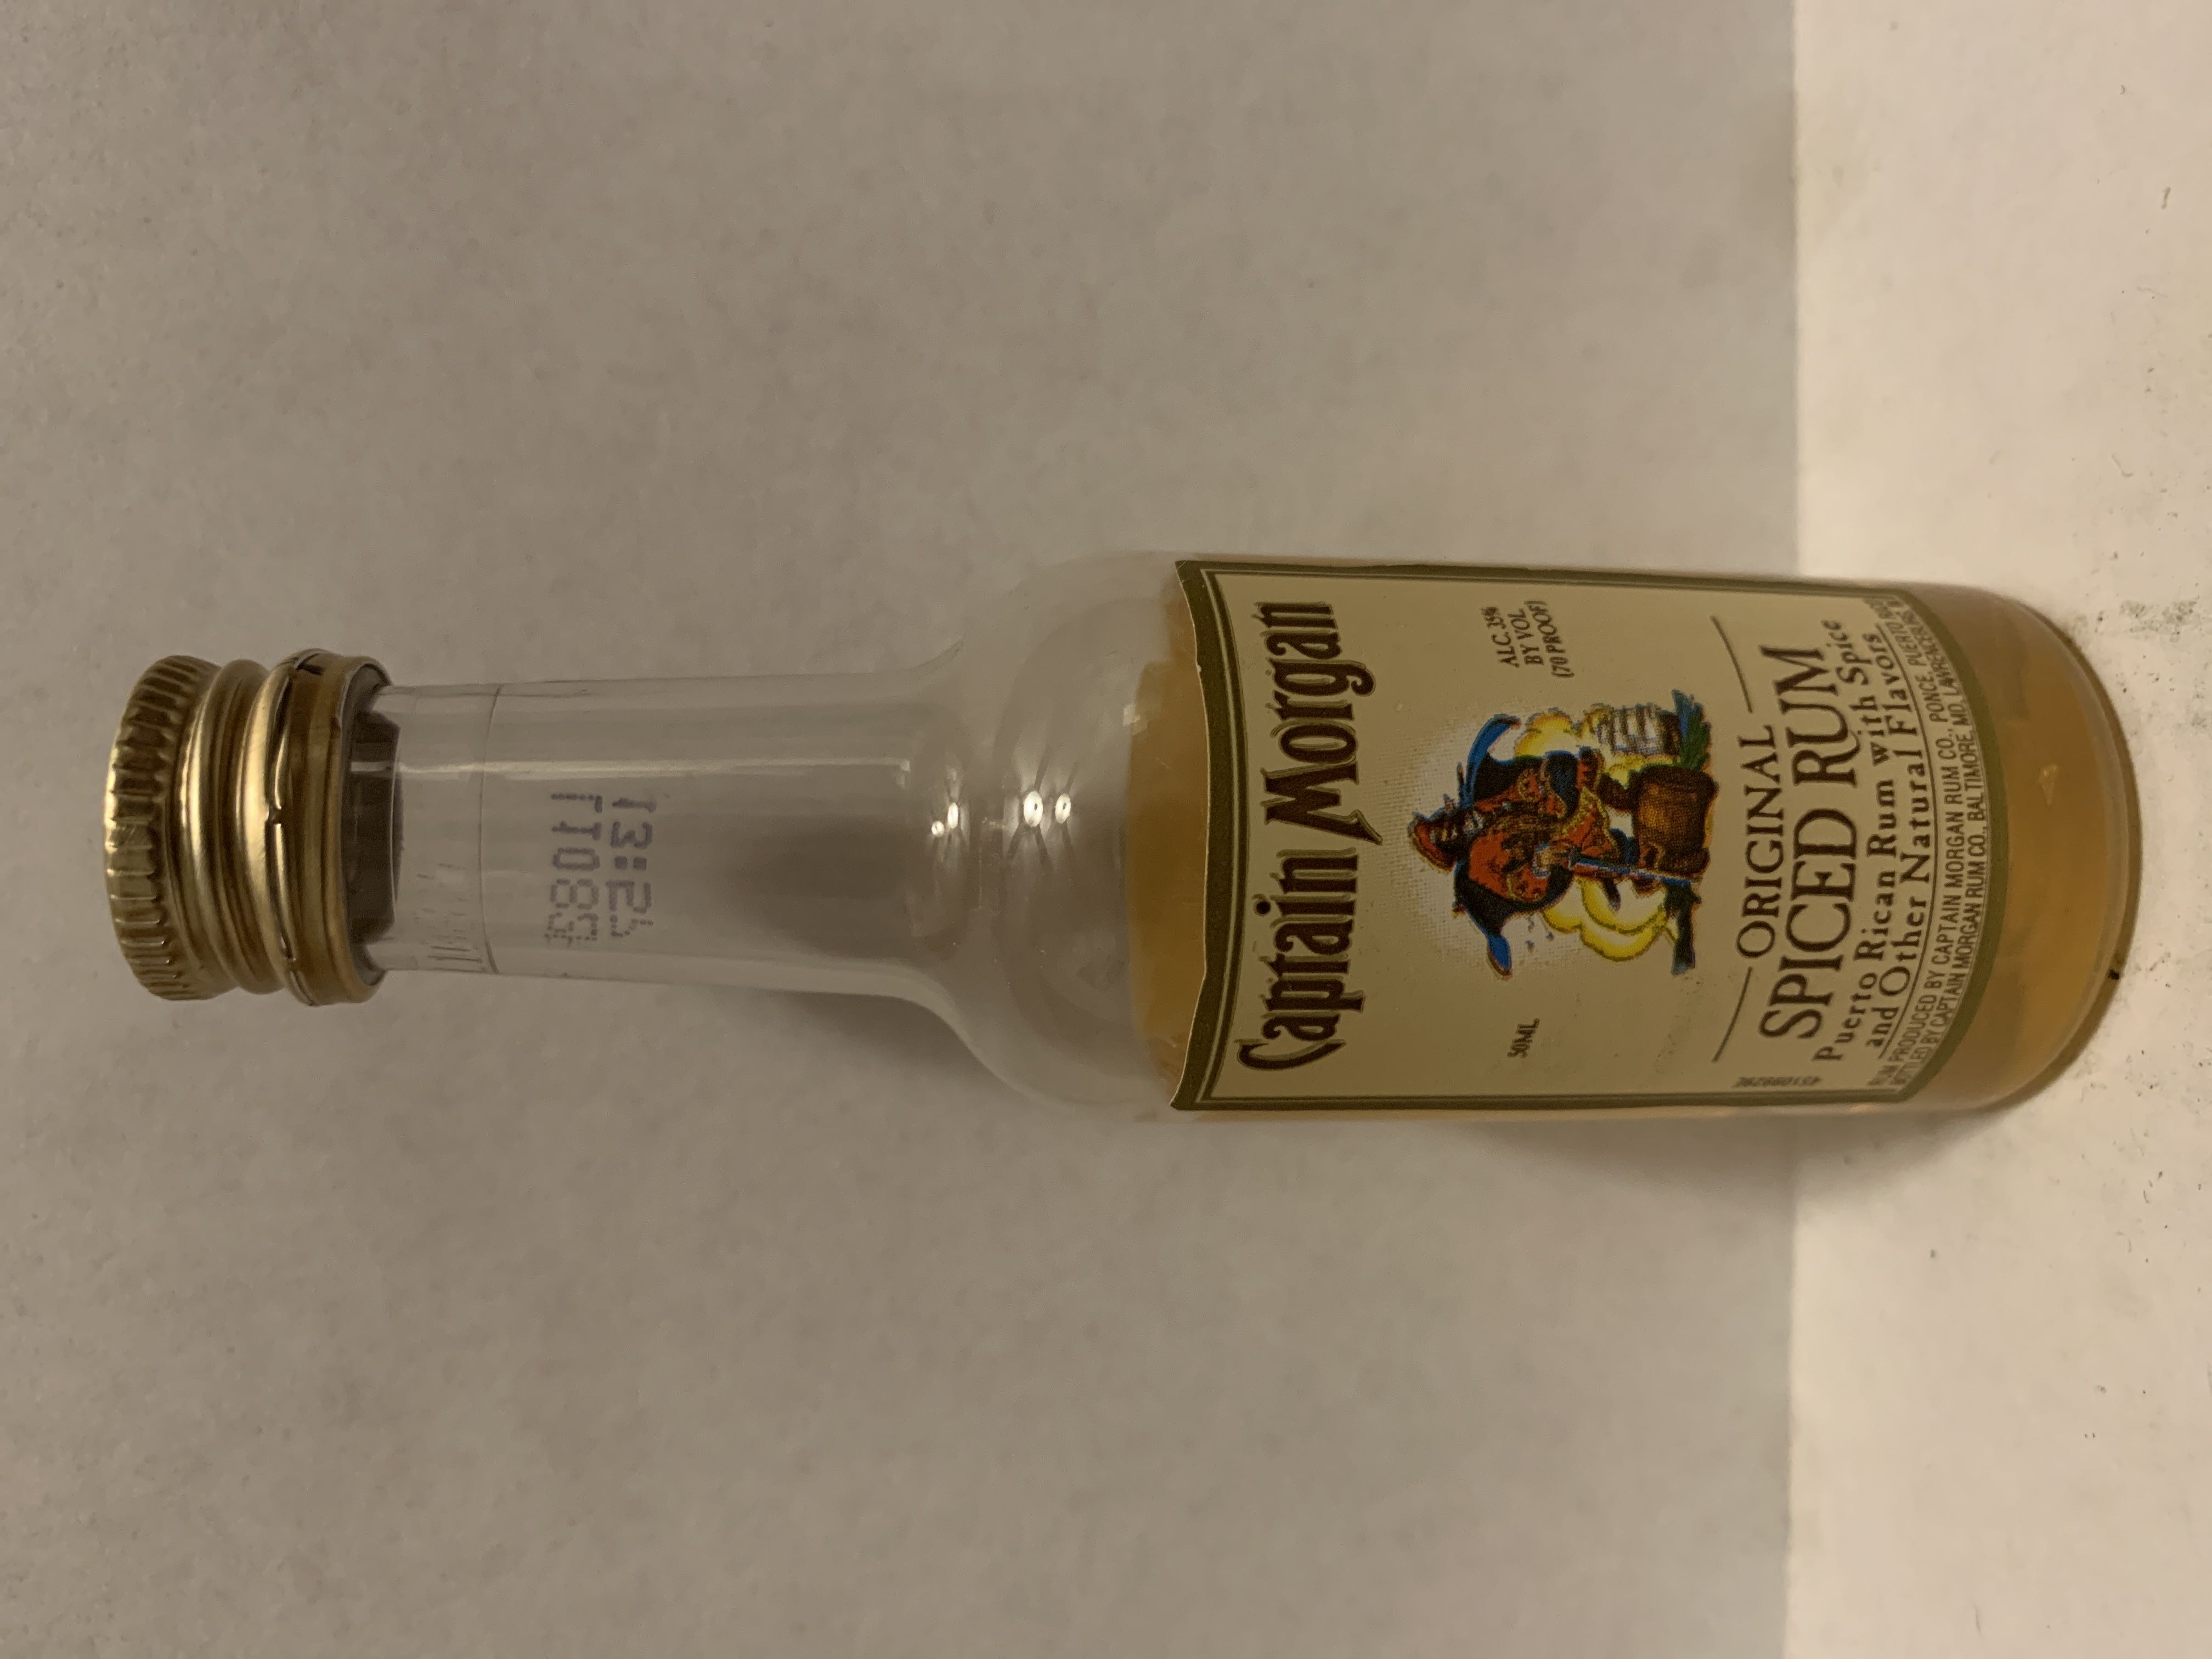 L1083
13:25
Captain Morgan
50ML
ALC. 35%
BY VOL.
(70 PROOF)
ORIGINAL
SPICED RUM
Puerto Rican Rum with Spice
and Other Natural Flavors
RUM PRODUCED BY CAPTAIN MORGAN RUM CO., PONCE, PUERTO RICO
BOTTLED BY CAPTAIN MORGAN RUM CO., BALTIMORE, MD, LAWRENCEBURG,